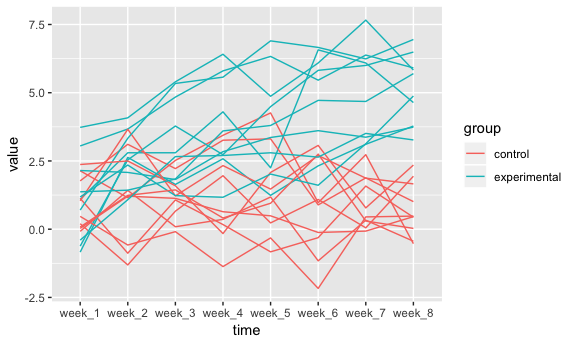 7.5
5.0
2.5
0.0
-2.5
value
week_1 week_2 week_3 week_4 week_5 week_6 week_7 week_8
time
group
control
experimental